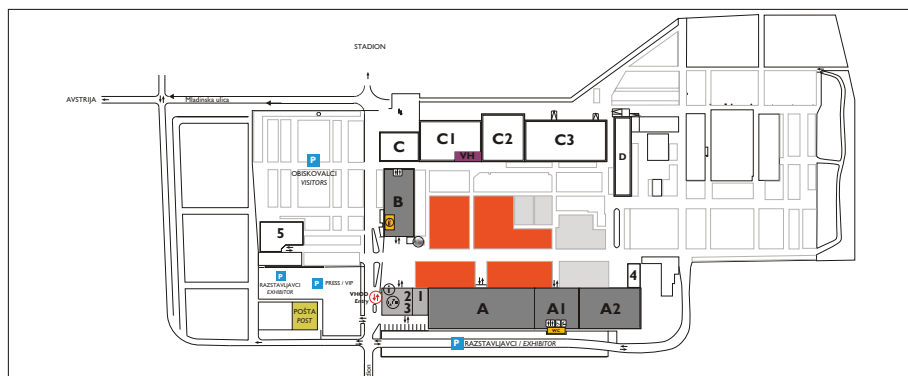 STADION
AVSTRIJA
Mladinska ulica
C
C1
C2
C3
VH
D
P
OBISKOVALCI
VISITORS
B
5
P
RAZSTAVLJAVCI
EXHIBITOR
P PRESS / VIP
VHOD
Entry
i
2
3
1
A
A1
A2
4
POŠTA
POST
WC
P RAZSTAVLJAVCI / EXHIBITOR